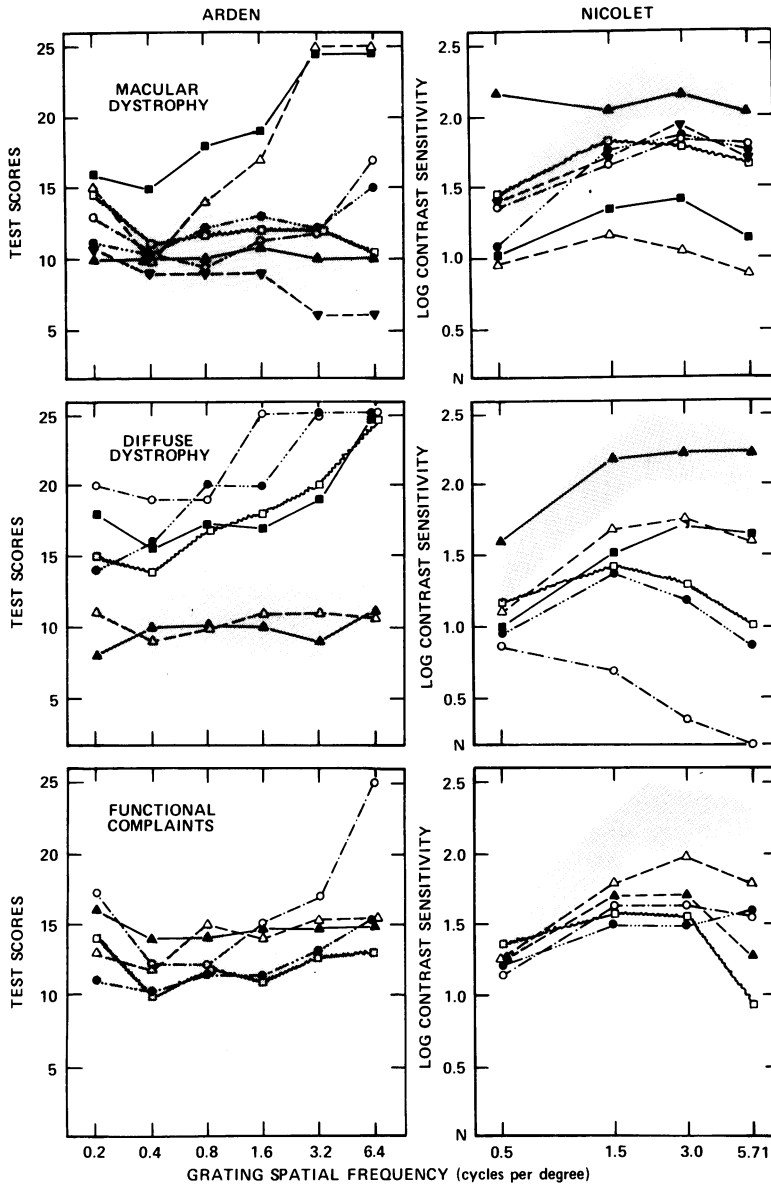 ARDEN
NICOLET
25
20
15
10
5
TEST SCORES
MACULAR
DYSTROPHY
2.5
2.0
1.5
1.0
0.5
N
LOG CONTRAST SENSITIVITY
25
20
15
10
5
TEST SCORES
DIFFUSE
DYSTROPHY
2.5
2.0
1.5
1.0
0.5
N
LOG CONTRAST SENSITIVITY
25
20
15
10
5
TEST SCORES
FUNCTIONAL
COMPLAINTS
2.5
2.0
1.5
1.0
0.5
N
LOG CONTRAST SENSITIVITY
0.2 0.4 0.8 1.6 3.2 6.4
0.5 1.5 3.0 5.71
GRATING SPATIAL FREQUENCY (cycles per degree)